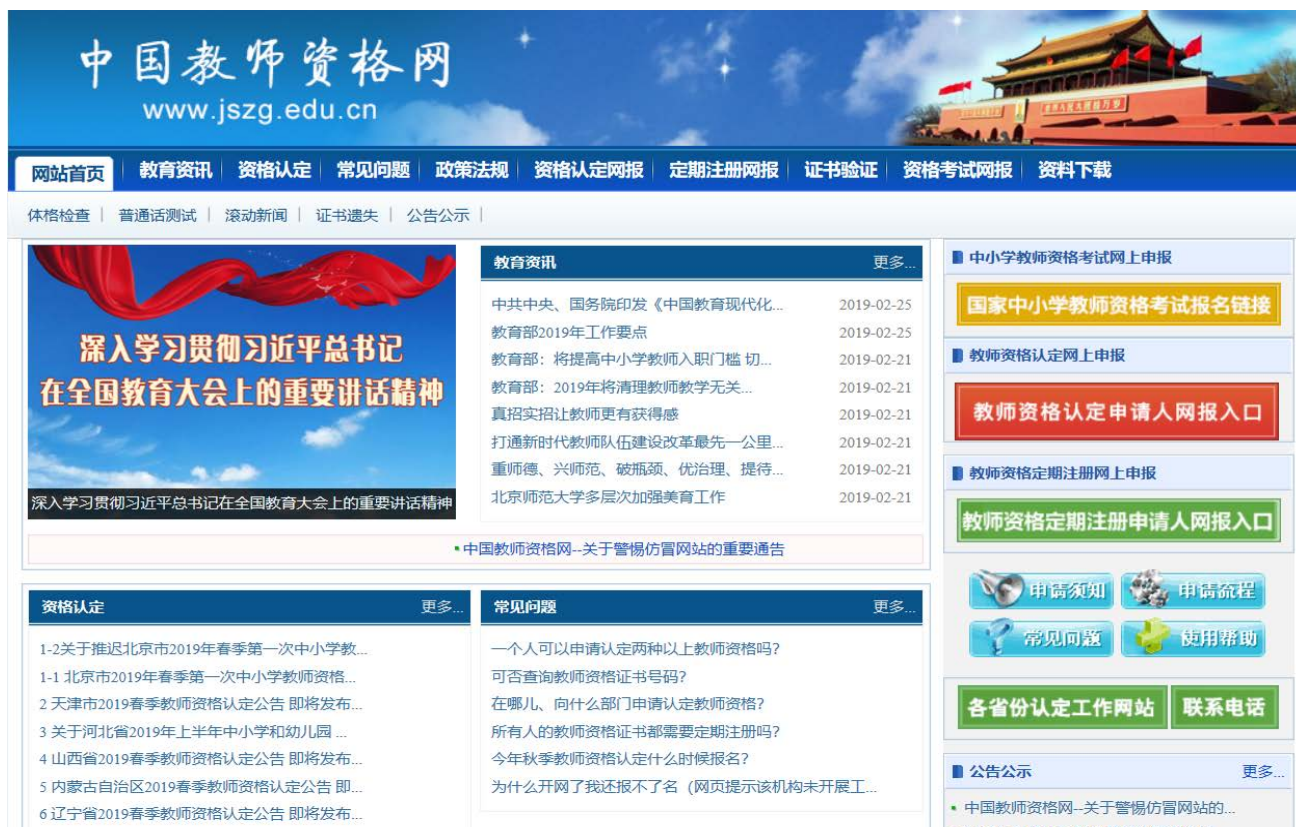 中国教师资格网
www.jszg.edu.cn
网站首页 教育资讯 资格认定 常见问题 政策法规 资格认定网报 定期注册网报 证书验证 资格考试网报 资料下载
体格检查 普通话测试 滚动新闻 证书遗失 公告公示
深入学习贯彻习近平总书记
在全国教育大会上的重要讲话精神
深入学习贯彻习近平总书记在全国教育大会上的重要讲话精神
教育资讯 更多...
中共中央、国务院印发《中国教育现代化... 2019-02-25
教育部2019年工作要点 2019-02-25
教育部：将提高中小学教师入职门槛 切... 2019-02-21
教育部：2019年将清理教师教学无关... 2019-02-21
真招实招让教师更有获得感 2019-02-21
打通新时代教师队伍建设改革最先一公里... 2019-02-21
重师德、兴师范、破瓶颈、优治理、提待... 2019-02-21
北京师范大学多层次加强美育工作 2019-02-21
中国教师资格网--关于警惕仿冒网站的重要通告
资格认定 更多...
1-2关于推迟北京市2019年春季第一次中小学教...
1-1 北京市2019年春季第一次中小学教师资格...
2 天津市2019春季教师资格认定公告 即将发布...
3 关于河北省2019年上半年中小学和幼儿园 ...
4 山西省2019春季教师资格认定公告 即将发布...
5 内蒙古自治区2019春季教师资格认定公告 即...
6 辽宁省2019春季教师资格认定公告 即将发布...
常见问题 更多...
一个人可以申请认定两种以上教师资格吗?
可否查询教师资格证书号码?
在哪儿、向什么部门申请认定教师资格?
所有人的教师资格证书都需要定期注册吗?
今年秋季教师资格认定什么时候报名?
为什么开网了我还报不了名（网页提示该机构未开展工...
中小学教师资格考试网上申报
国家中小学教师资格考试报名链接
教师资格认定网上申报
教师资格认定申请人网报入口
教师资格定期注册网上申报
教师资格定期注册申请人网报入口
申请须知 申请流程
常见问题 使用帮助
各省份认定工作网站 联系电话
公告公示 更多...
中国教师资格网--关于警惕仿冒网站的...